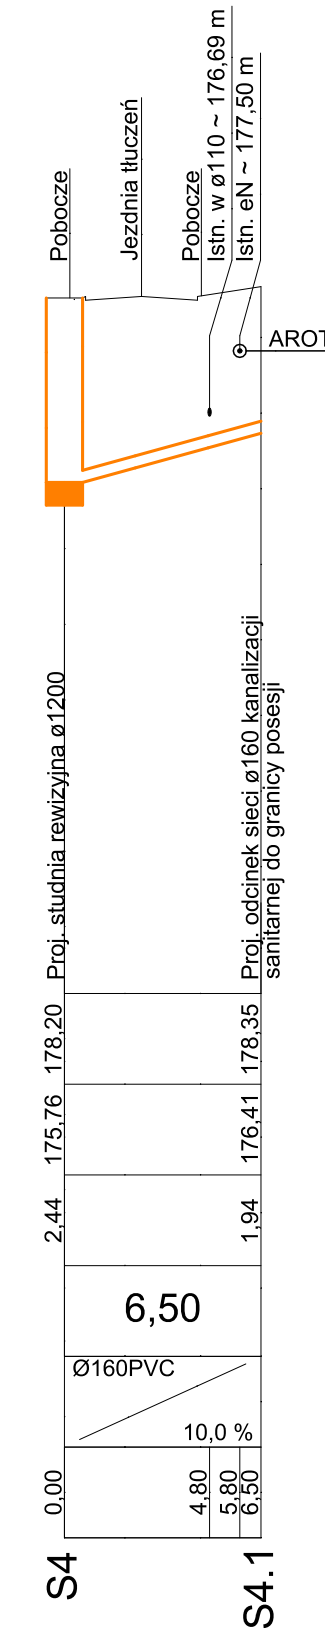 Pobocze
Jezdnia tłuczeń
Pobocze
Istn. w ø110 ~ 176,69 m
Istn. eN ~ 177,50 m
AROT
Proj. studnia rewizyjna ø1200
Proj. odcinek sieci ø160 kanalizacji
sanitarnej do granicy posesji
178,20
178,35
175,76
176,41
2,44
1,94
6,50
Ø160PVC
10,0 %
0,00
4,80
5,80
6,50
S4
S4.1